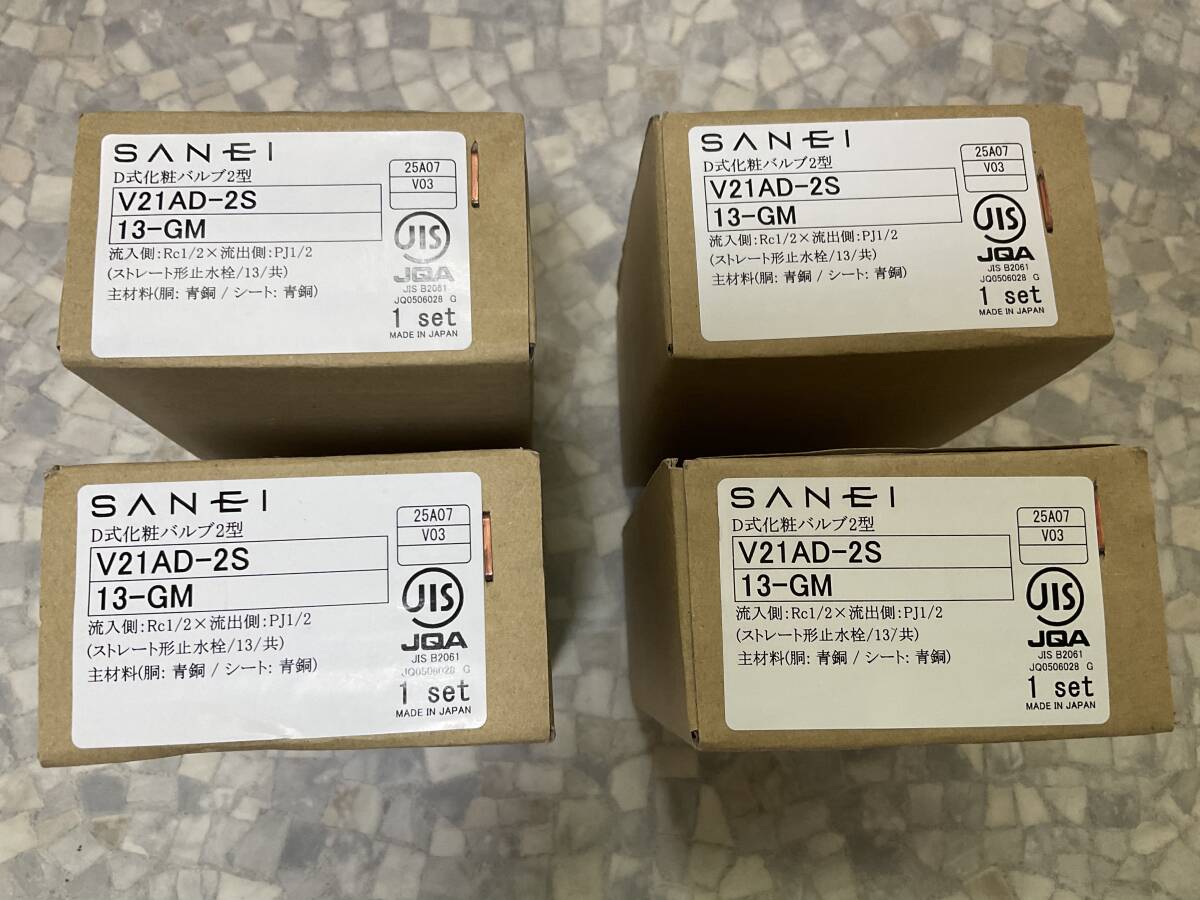 SANEI
D式化粧バルブ2型
V21AD-2S
13-GM
流入側:Rc1/2×流出側:PJ1/2
(ストレート形止水栓/13/共)
主材料(胴: 青銅 / シート: 青銅)
25A07
V03
JIS
JQA
JIS B2061
JQ0506028 G
1 set
MADE IN JAPAN
SANEI
D式化粧バルブ2型
V21AD-2S
13-GM
流入側:Rc1/2×流出側:PJ1/2
(ストレート形止水栓/13/共)
主材料(胴: 青銅 / シート: 青銅)
25A07
V03
JIS
JQA
JIS B2061
JQ0506028 G
1 set
MADE IN JAPAN
SANEI
D式化粧バルブ2型
V21AD-2S
13-GM
流入側:Rc1/2×流出側:PJ1/2
(ストレート形止水栓/13/共)
主材料(胴: 青銅 / シート: 青銅)
25A07
V03
JIS
JQA
JIS B2061
JQ0506028 G
1 set
MADE IN JAPAN
SANEI
D式化粧バルブ2型
V21AD-2S
13-GM
流入側:Rc1/2×流出側:PJ1/2
(ストレート形止水栓/13/共)
主材料(胴: 青銅 / シート: 青銅)
25A07
V03
JIS
JQA
JIS B2061
JQ0506028 G
1 set
MADE IN JAPAN